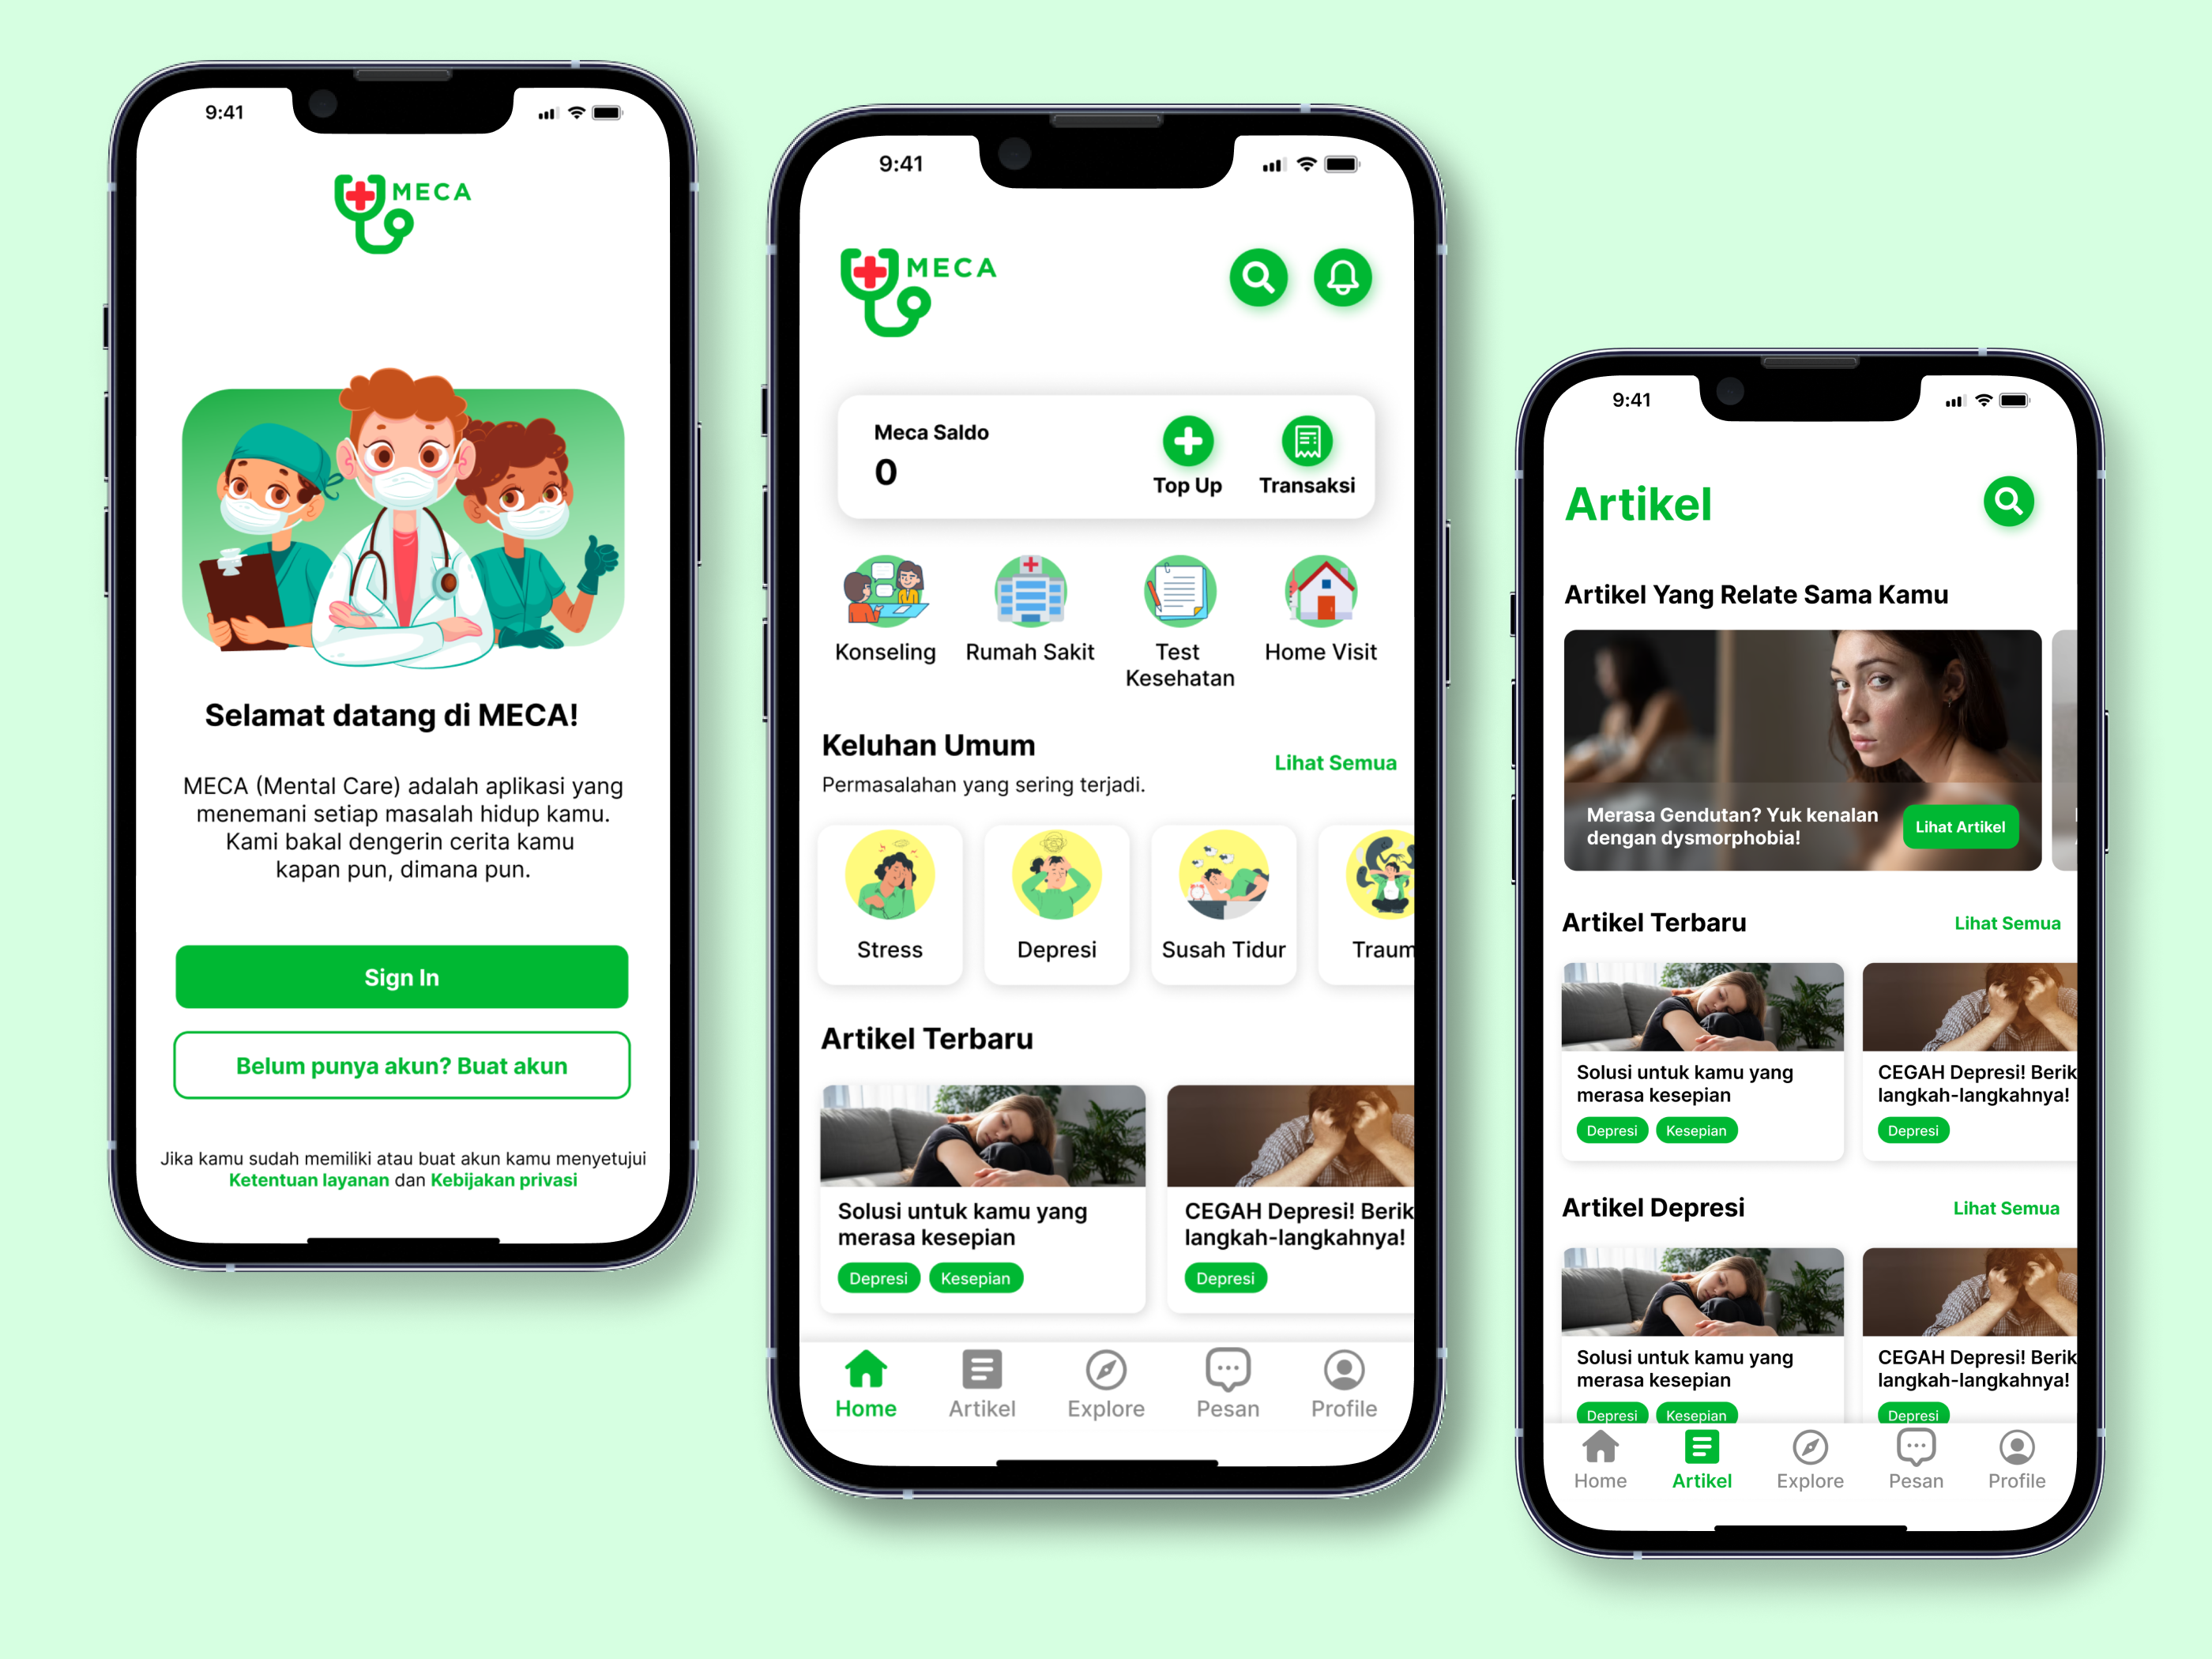 9:41
MECA
Selamat datang di MECA!
MECA (Mental Care) adalah aplikasi yang
menemani setiap masalah hidup kamu.
Kami bakal dengerin cerita kamu
kapan pun, dimana pun.
Sign In
Belum punya akun? Buat akun
Jika kamu sudah memiliki atau buat akun kamu menyetujui
Ketentuan layanan dan Kebijakan privasi
9:41
MECA
Meca Saldo
0
Top Up
Transaksi
Konseling
Rumah Sakit
Test
Kesehatan
Home Visit
Keluhan Umum
Permasalahan yang sering terjadi.
Lihat Semua
Stress
Depresi
Susah Tidur
Traum
Artikel Terbaru
Solusi untuk kamu yang
merasa kesepian
Depresi
Kesepian
CEGAH Depresi! Berik
langkah-langkahnya!
Depresi
Home
Artikel
Explore
Pesan
Profile
9:41
Artikel
Artikel Yang Relate Sama Kamu
Merasa Gendutan? Yuk kenalan
dengan dysmorphobia!
Lihat Artikel
Artikel Terbaru
Lihat Semua
Solusi untuk kamu yang
merasa kesepian
Depresi
Kesepian
CEGAH Depresi! Berik
langkah-langkahnya!
Depresi
Artikel Depresi
Lihat Semua
Solusi untuk kamu yang
merasa kesepian
Depresi
Kesepian
CEGAH Depresi! Berik
langkah-langkahnya!
Depresi
Home
Artikel
Explore
Pesan
Profile